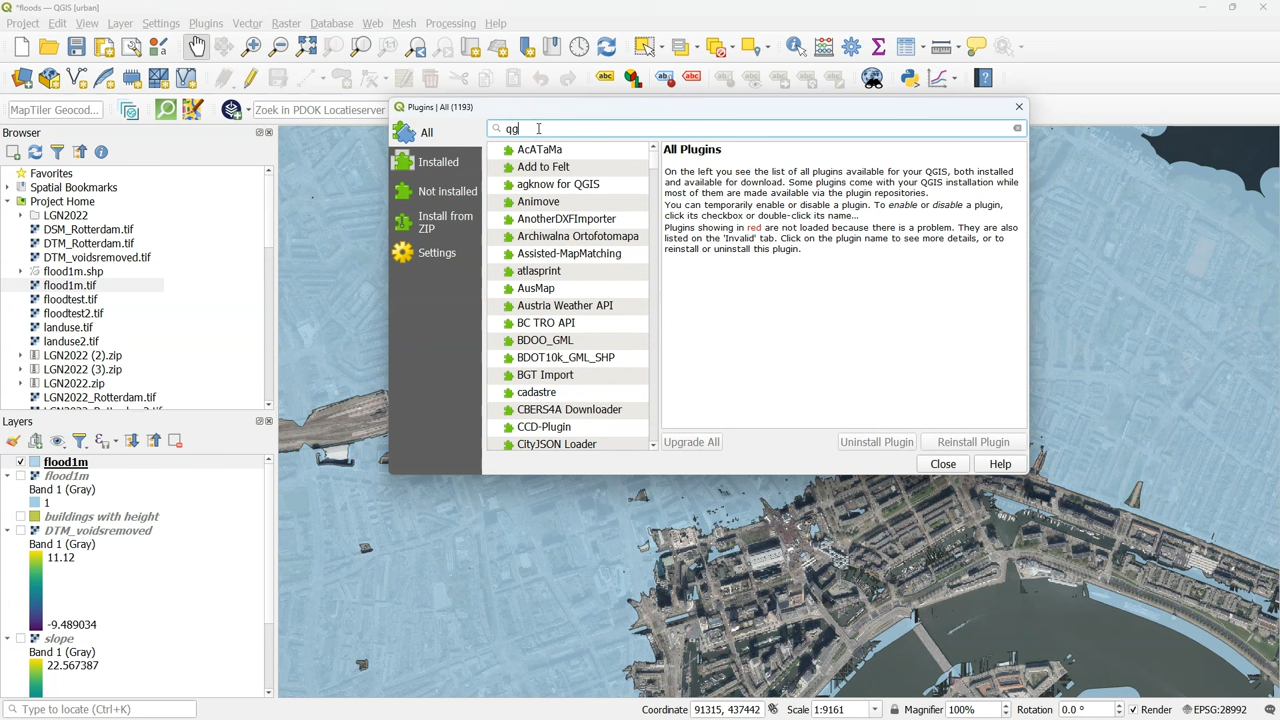 *floods — QGIS [urban]
Project Edit View Layer Settings Plugins Vector Raster Database Web Mesh Processing Help
MapTiler Geocod... Zoek in PDOK Locatieserver
Browser
Favorites
Spatial Bookmarks
Project Home
LGN2022
DSM_Rotterdam.tif
DTM_Rotterdam.tif
DTM_voidsremoved.tif
flood1m.shp
flood1m.tif
floodtest.tif
floodtest2.tif
landuse.tif
landuse2.tif
LGN2022 (2).zip
LGN2022 (3).zip
LGN2022.zip
LGN2022_Rotterdam.tif
Layers
flood1m
flood1m
Band 1 (Gray)
1
buildings with height
DTM_voidsremoved
Band 1 (Gray)
11.12
-9.489034
slope
Band 1 (Gray)
22.567387
Plugins | All (1193)
All
Installed
Not installed
Install from
ZIP
Settings
qg
AcATaMa
Add to Felt
agknow for QGIS
Animove
AnotherDXFImporter
Archiwalna Ortofotomapa
Assisted-MapMatching
atlasprint
AusMap
Austria Weather API
BC TRO API
BDOO_GML
BDOT10k_GML_SHP
BGT Import
cadastre
CBERS4A Downloader
CCD-Plugin
CityJSON Loader
All Plugins
On the left you see the list of all plugins available for your QGIS, both installed
and available for download. Some plugins come with your QGIS installation while
most of them are made available via the plugin repositories.
You can temporarily enable or disable a plugin. To enable or disable a plugin,
click its checkbox or double-click its name...
Plugins showing in red are not loaded because there is a problem. They are also
listed on the 'Invalid' tab. Click on the plugin name to see more details, or to
reinstall or uninstall this plugin.
Upgrade All Uninstall Plugin Reinstall Plugin
Close Help
Type to locate (Ctrl+K) Coordinate 91315, 437442 Scale 1:9161 Magnifier 100% Rotation 0.0 ° Render EPSG:28992